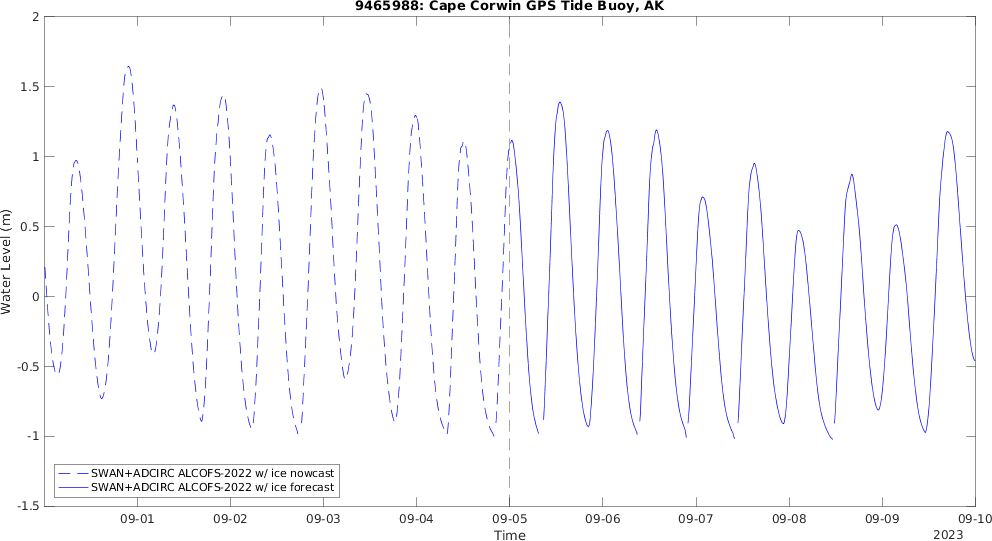 9465988: Cape Corwin GPS Tide Buoy, AK
2
1.5
1
0.5
0
-0.5
-1
-1.5
Water Level (m)
SWAN+ADCIRC ALCOFS-2022 w/ ice nowcast
SWAN+ADCIRC ALCOFS-2022 w/ ice forecast
09-01 09-02 09-03 09-04 09-05 09-06 09-07 09-08 09-09 09-10
Time
2023